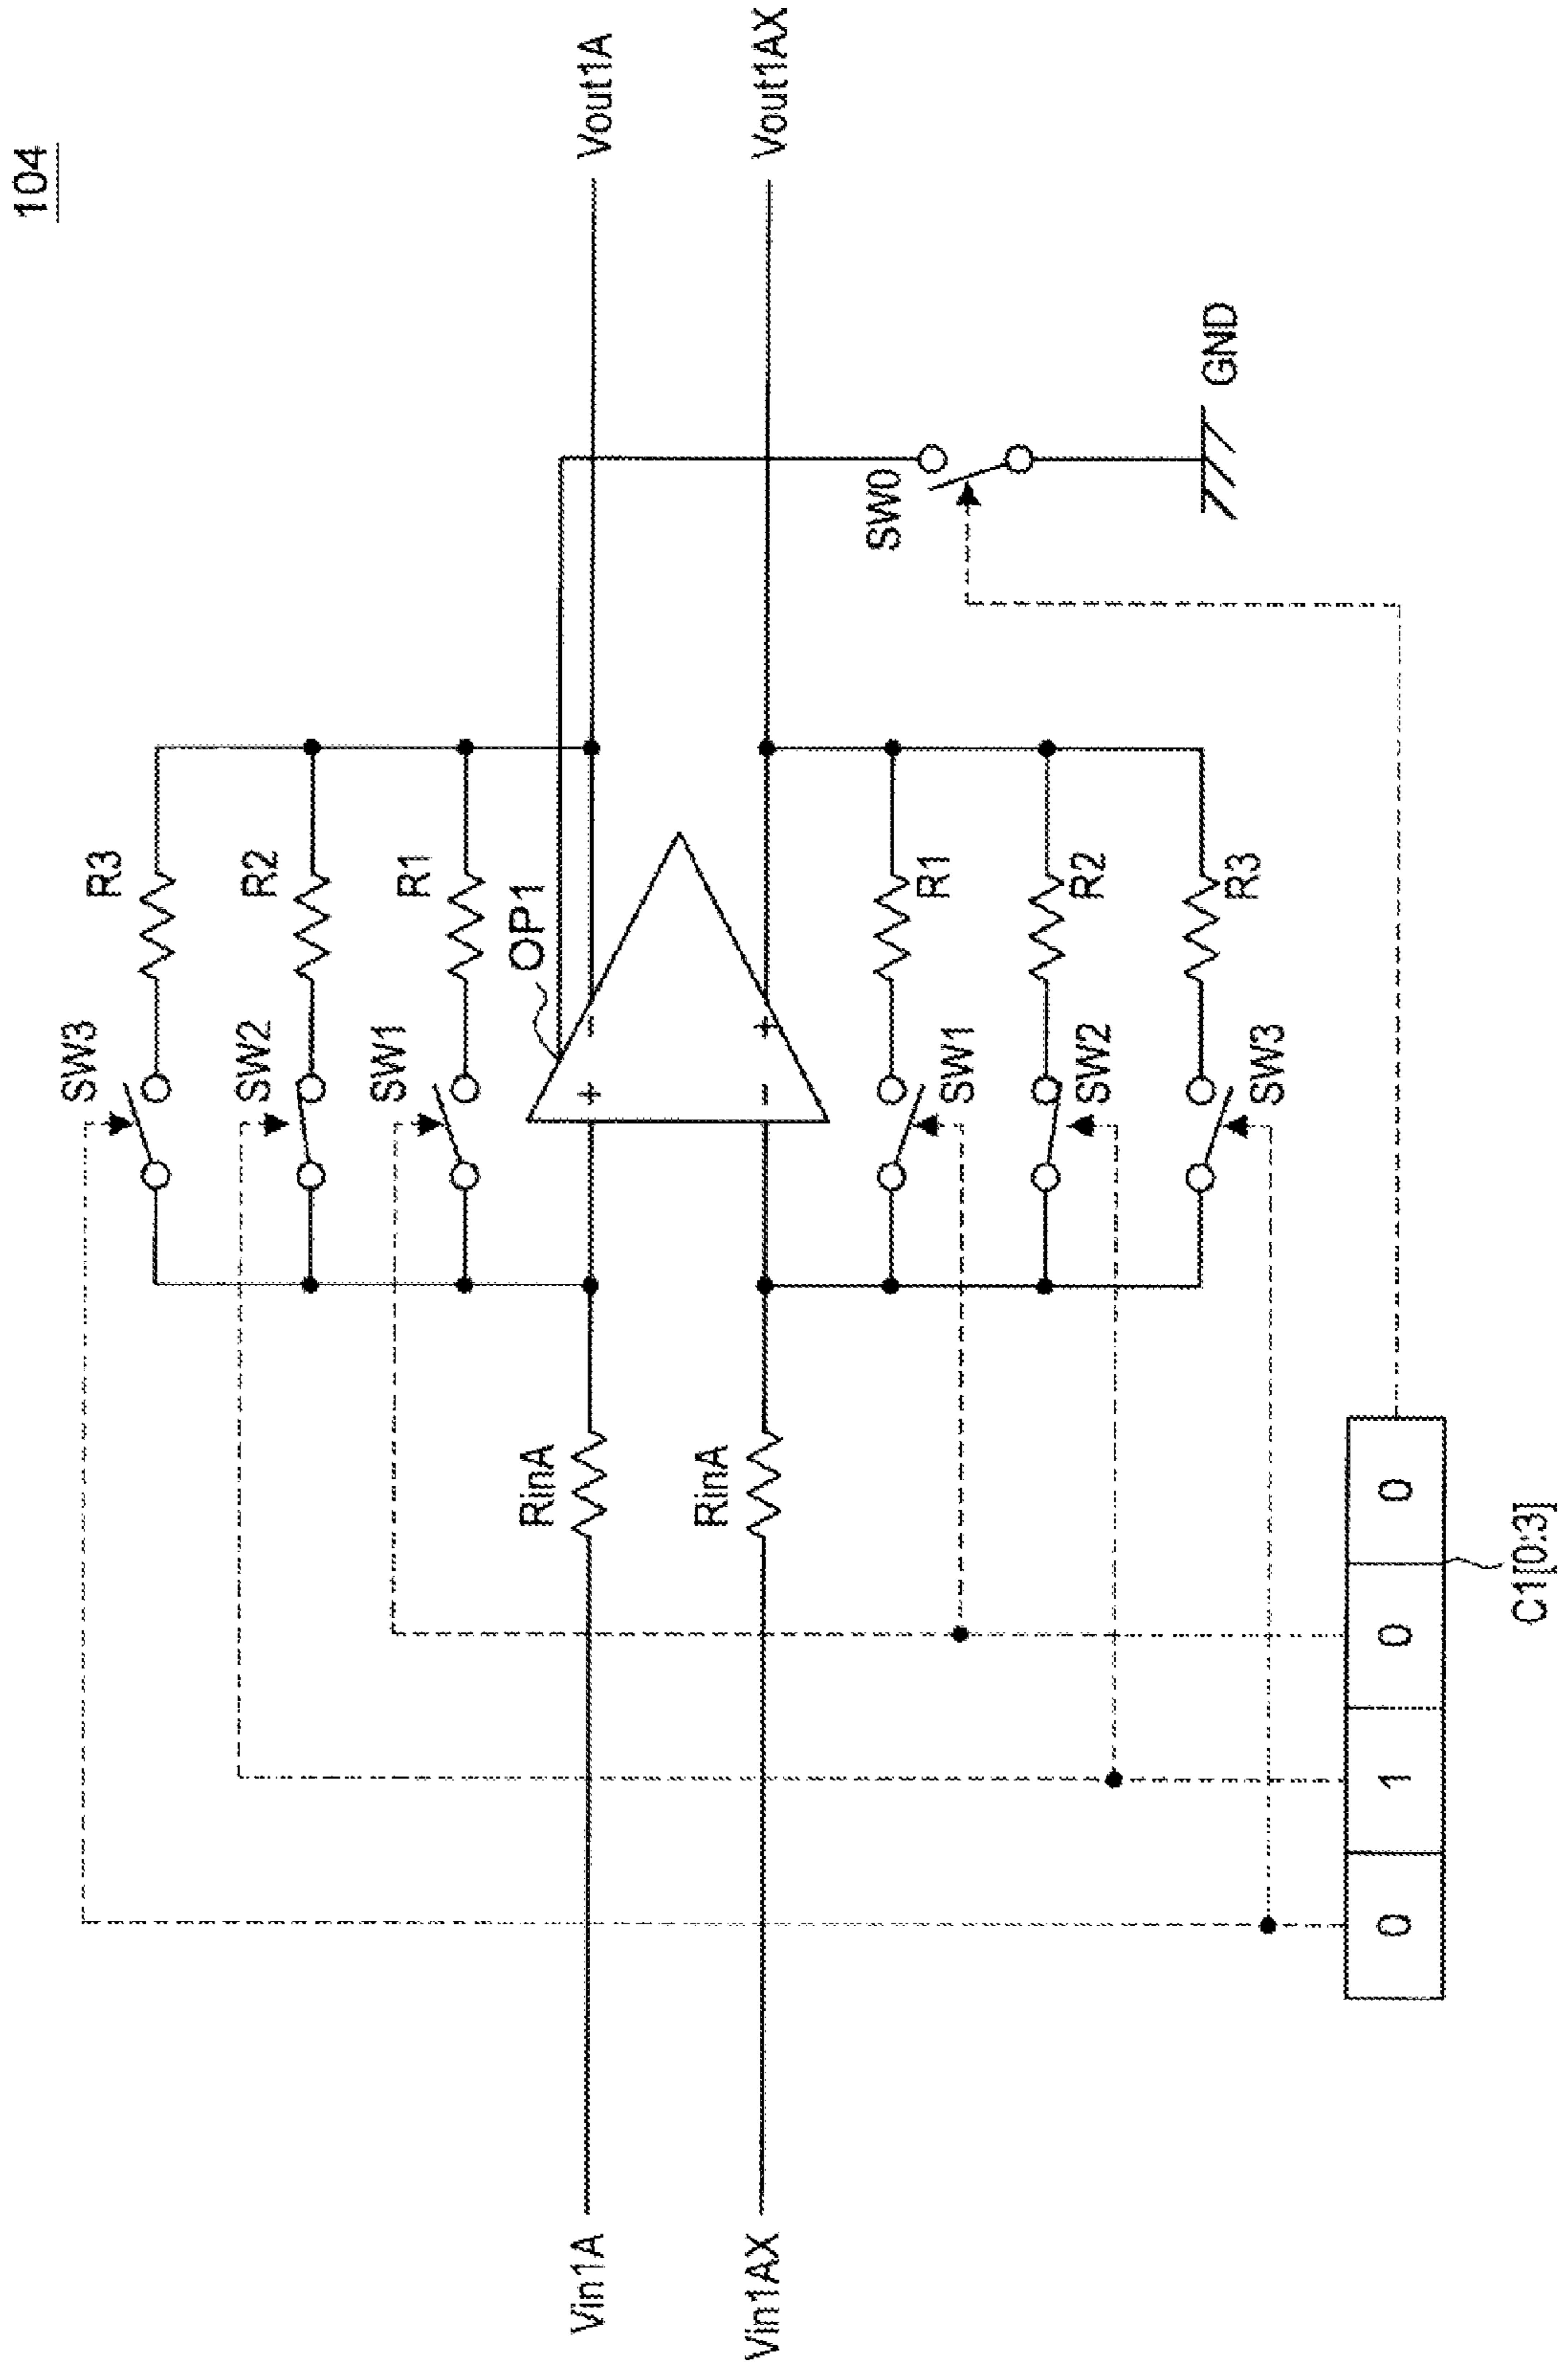 104
SW3
R3
SW2
R2
SW1
R1
OP1
Vin1A
RinA
+
−
Vout1A
Vin1AX
RinA
−
+
Vout1AX
SW1
R1
SW0
SW2
R2
SW3
R3
GND
0
1
0
0
C1[0:3]